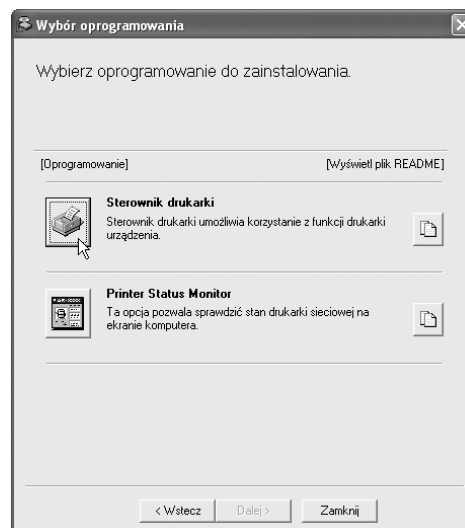 Wybór oprogramowania
Wybierz oprogramowanie do zainstalowania.
[Oprogramowanie] [Wyświetl plik README]
Sterownik drukarki
Sterownik drukarki umożliwia korzystanie z funkcji drukarki
urządzenia.
Printer Status Monitor
Ta opcja pozwala sprawdzić stan drukarki sieciowej na
ekranie komputera.
< Wstecz Dalej > Zamknij